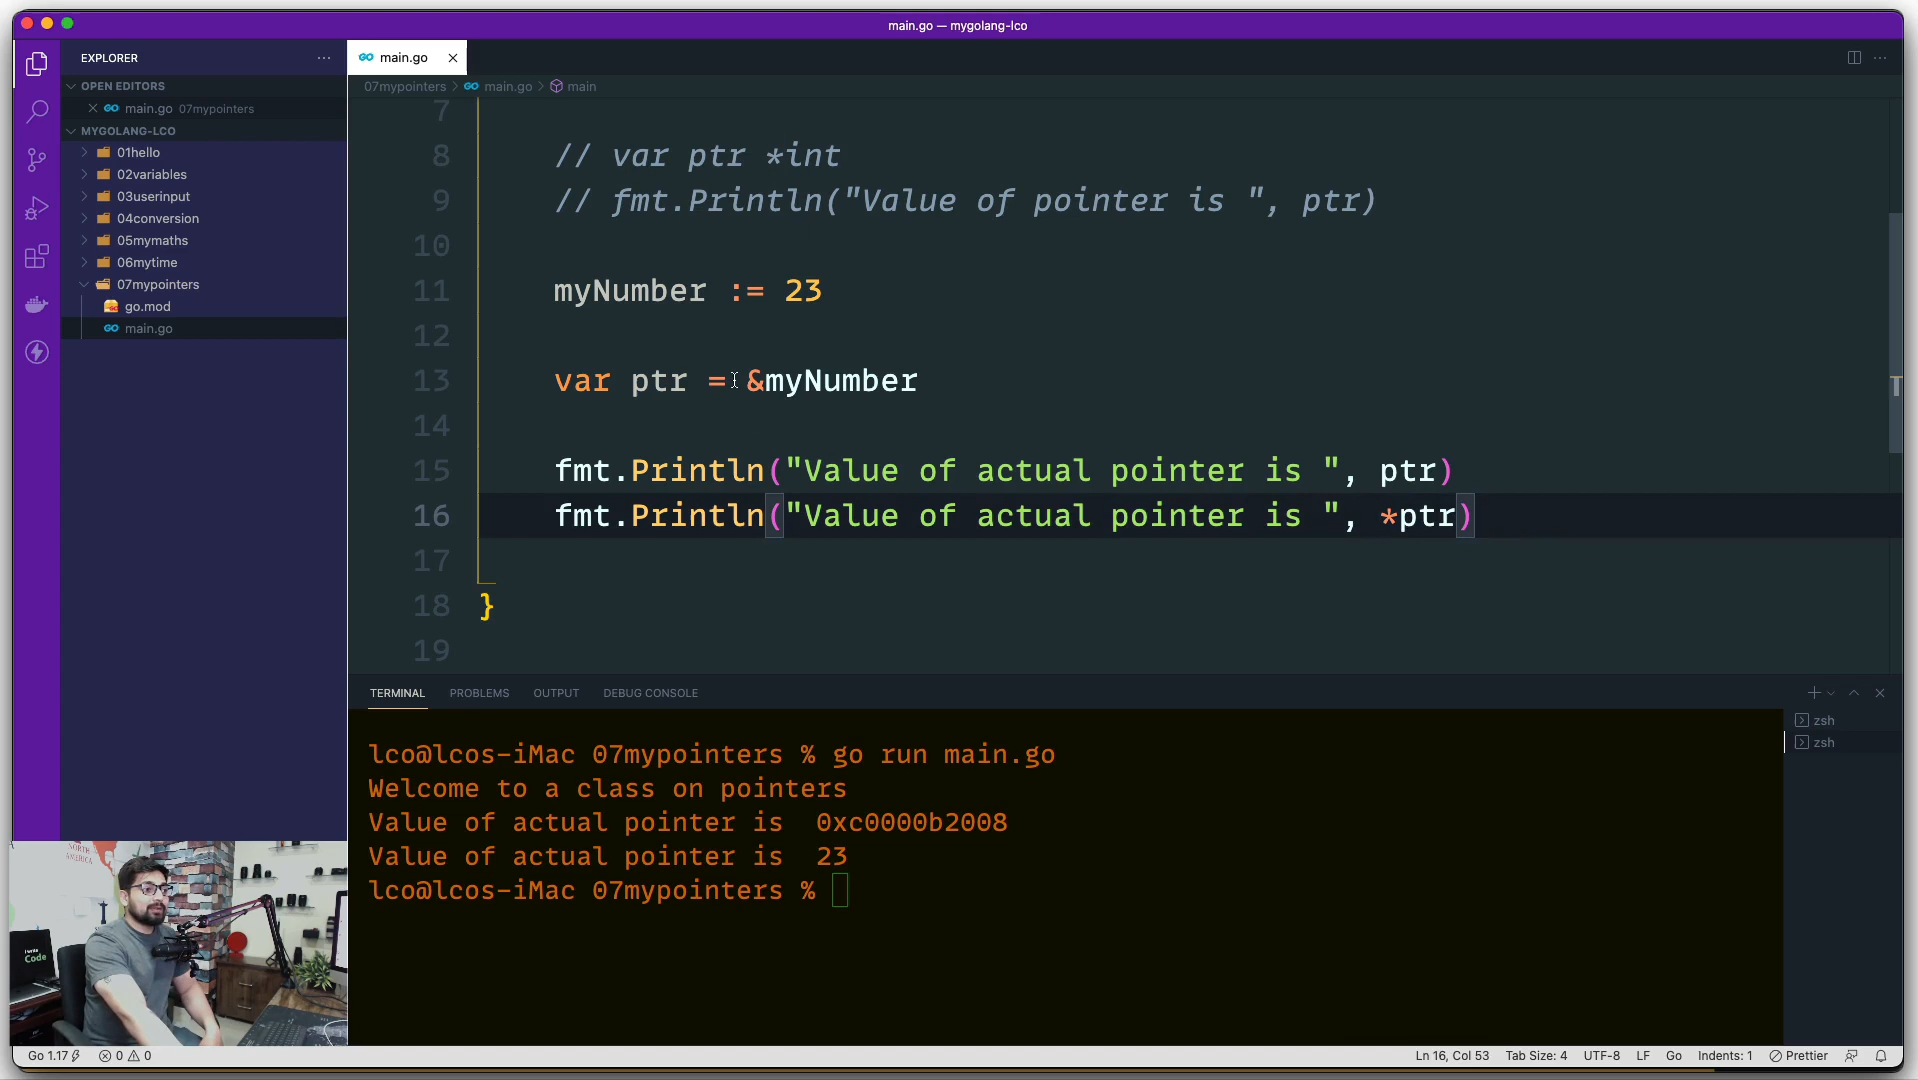 main.go — mygolang-lco
EXPLORER
OPEN EDITORS
main.go 07mypointers
MYGOLANG-LCO
01hello
02variables
03userinput
04conversion
05mymaths
06mytime
07mypointers
go.mod
main.go
main.go
07mypointers > main.go > main
7
8 // var ptr *int
9 // fmt.Println("Value of pointer is ", ptr)
10
11 myNumber := 23
12
13 var ptr = &myNumber
14
15 fmt.Println("Value of actual pointer is ", ptr)
16 fmt.Println("Value of actual pointer is ", *ptr)
17
18 }
19
TERMINAL PROBLEMS OUTPUT DEBUG CONSOLE
zsh
zsh
lco@lcos-iMac 07mypointers % go run main.go
Welcome to a class on pointers
Value of actual pointer is  0xc0000b2008
Value of actual pointer is  23
lco@lcos-iMac 07mypointers %
NORTH
AMERICA
I write
Code
Go 1.17 0 0 Ln 16, Col 53 Tab Size: 4 UTF-8 LF Go Indents: 1 Prettier